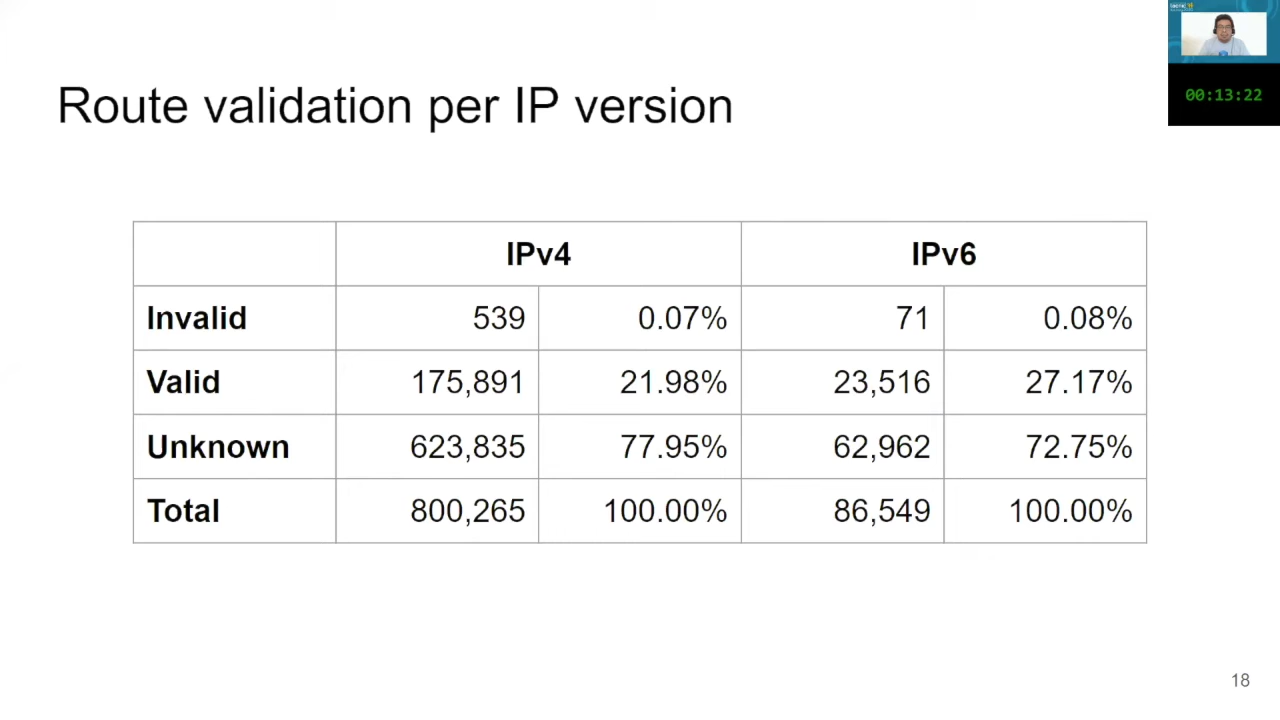 Route validation per IP version
00:13:22
IPv4 IPv6
Invalid 539 0.07% 71 0.08%
Valid 175,891 21.98% 23,516 27.17%
Unknown 623,835 77.95% 62,962 72.75%
Total 800,265 100.00% 86,549 100.00%
18